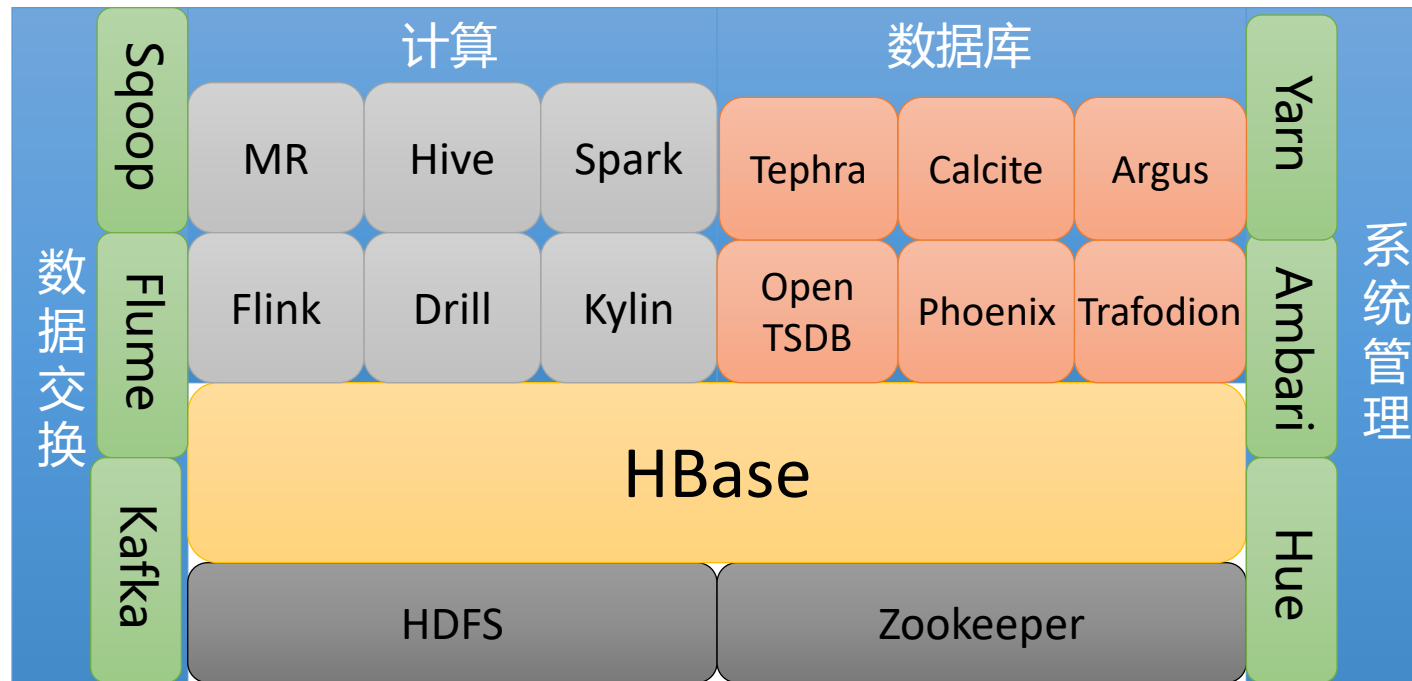 数据交换
Sqoop
Flume
Kafka
计算
MR
Hive
Spark
Flink
Drill
Kylin
数据库
Tephra
Calcite
Argus
Open
TSDB
Phoenix
Trafodion
HBase
HDFS
Zookeeper
Yarn
Ambari
Hue
系统管理